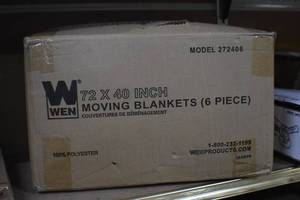 MODEL 272406
W
WEN
72 X 40 INCH
MOVING BLANKETS (6 PIECE)
COUVERTURES DE DÉMÉNAGEMENT
100% POLYESTER
1-800-232-1195
WENPRODUCTS.COM